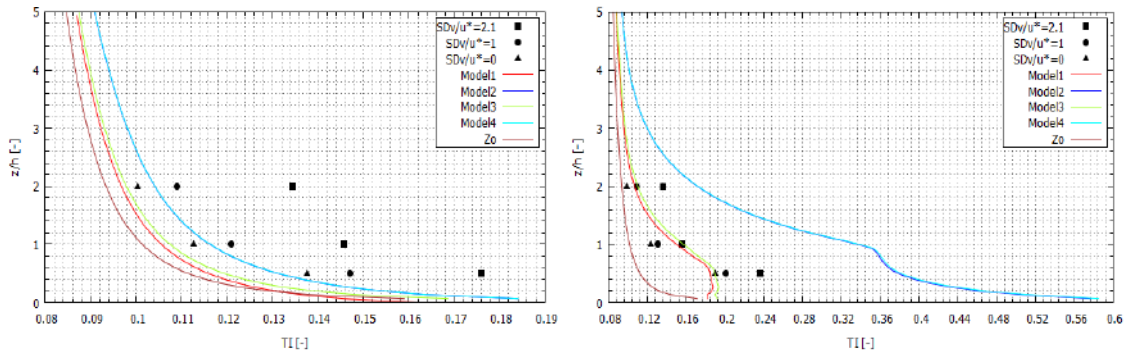 5
4
3
2
1
0
z/h [-]
0.08 0.09 0.1 0.11 0.12 0.13 0.14 0.15 0.16 0.17 0.18 0.19
TI [-]
SDv/u*=2.1
SDv/u*=1
SDv/u*=0
Model1
Model2
Model3
Model4
Zo
5
4
3
2
1
0
z/h [-]
0.08 0.12 0.16 0.2 0.24 0.28 0.32 0.36 0.4 0.44 0.48 0.52 0.56 0.6
TI [-]
SDv/u*=2.1
SDv/u*=1
SDv/u*=0
Model1
Model2
Model3
Model4
Zo